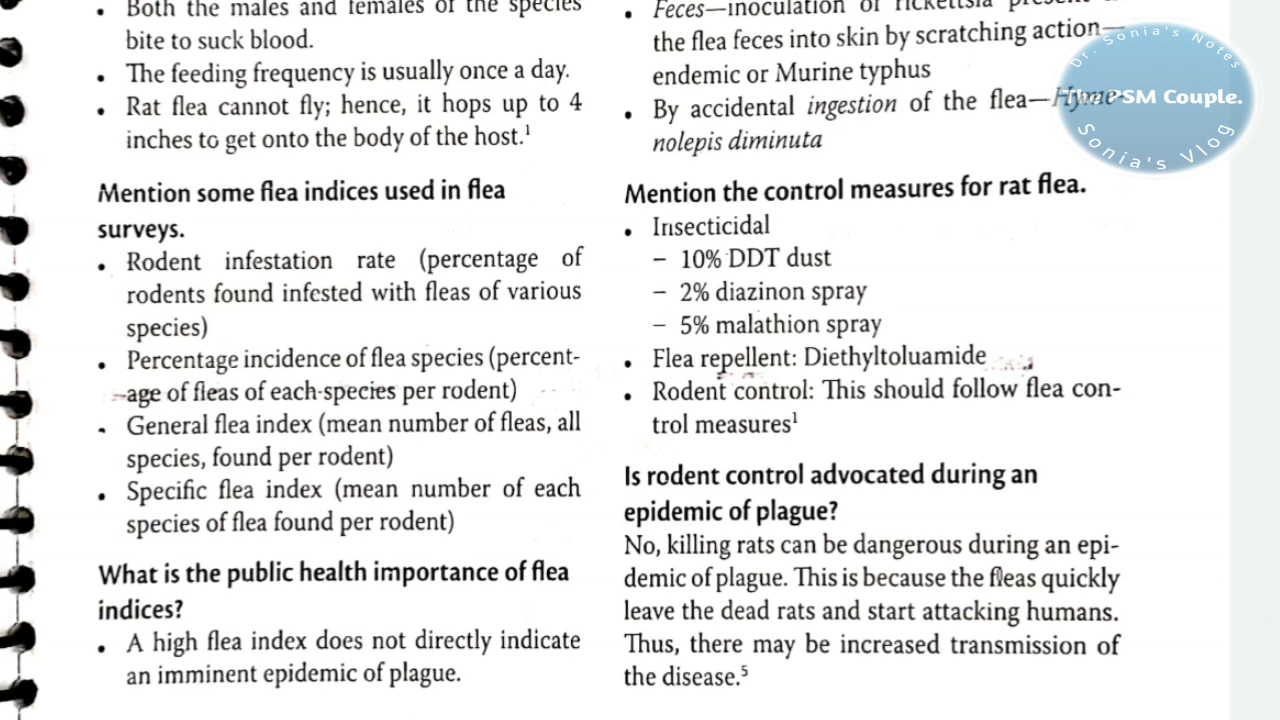 • Both the males and females of the species
bite to suck blood.
• The feeding frequency is usually once a day.
• Rat flea cannot fly; hence, it hops up to 4
inches to get onto the body of the host.¹
Mention some flea indices used in flea
surveys.
• Rodent infestation rate (percentage of
rodents found infested with fleas of various
species)
• Percentage incidence of flea species (percent-
age of fleas of each species per rodent)
• General flea index (mean number of fleas, all
species, found per rodent)
• Specific flea index (mean number of each
species of flea found per rodent)
What is the public health importance of flea
indices?
• A high flea index does not directly indicate
an imminent epidemic of plague.
• Feces—inoculation of rickettsia present
the flea feces into skin by scratching action—
endemic or Murine typhus
• By accidental ingestion of the flea—Hyme-
nolepis diminuta
Mention the control measures for rat flea.
• Insecticidal
– 10% DDT dust
– 2% diazinon spray
– 5% malathion spray
• Flea repellent: Diethyltoluamide
• Rodent control: This should follow flea con-
trol measures¹
Is rodent control advocated during an
epidemic of plague?
No, killing rats can be dangerous during an epi-
demic of plague. This is because the fleas quickly
leave the dead rats and start attacking humans.
Thus, there may be increased transmission of
the disease.⁵
Dr. Sonia's Notes
The PSM Couple.
Sonia's Vlog